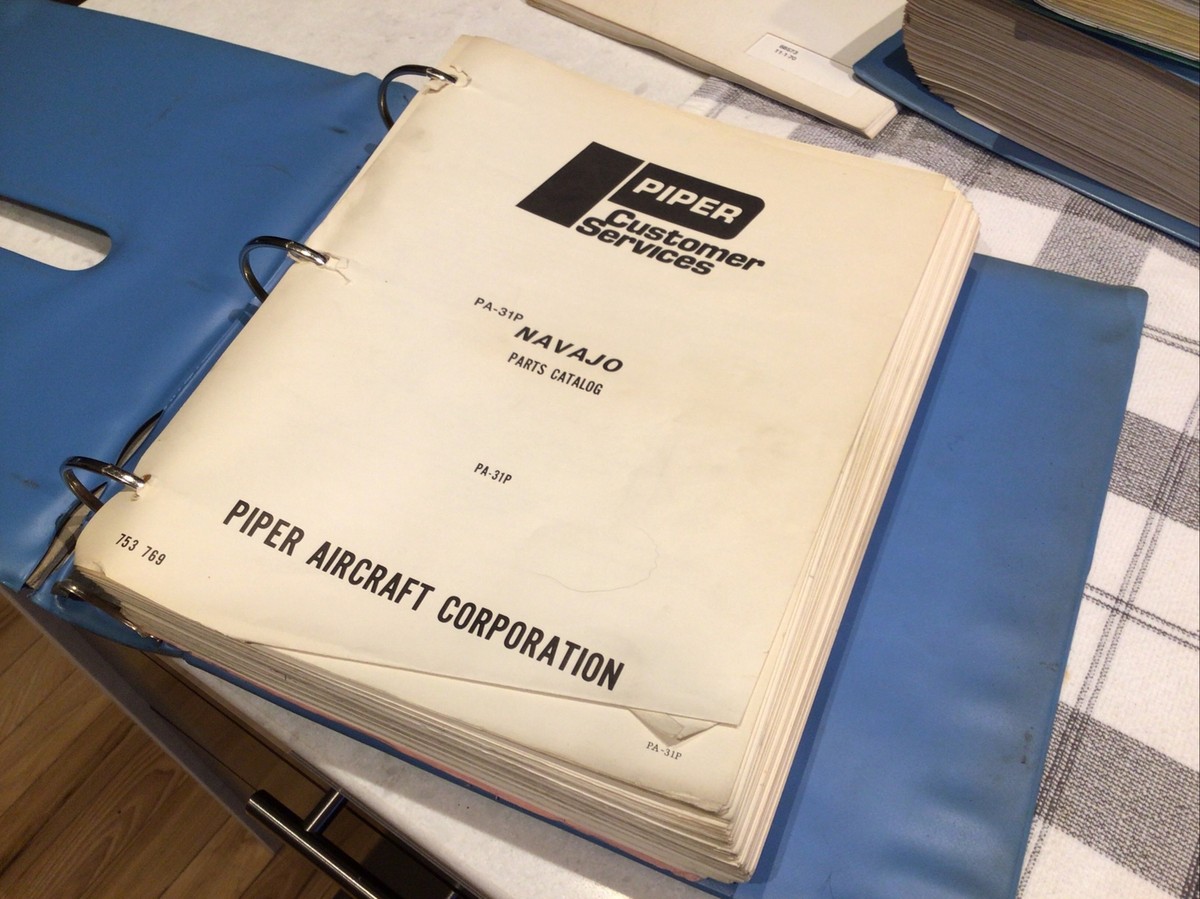 PIPER
Customer
Services
PA-31P
NAVAJO
PARTS CATALOG
PA-31P
PIPER AIRCRAFT CORPORATION
753 769
PA-31P